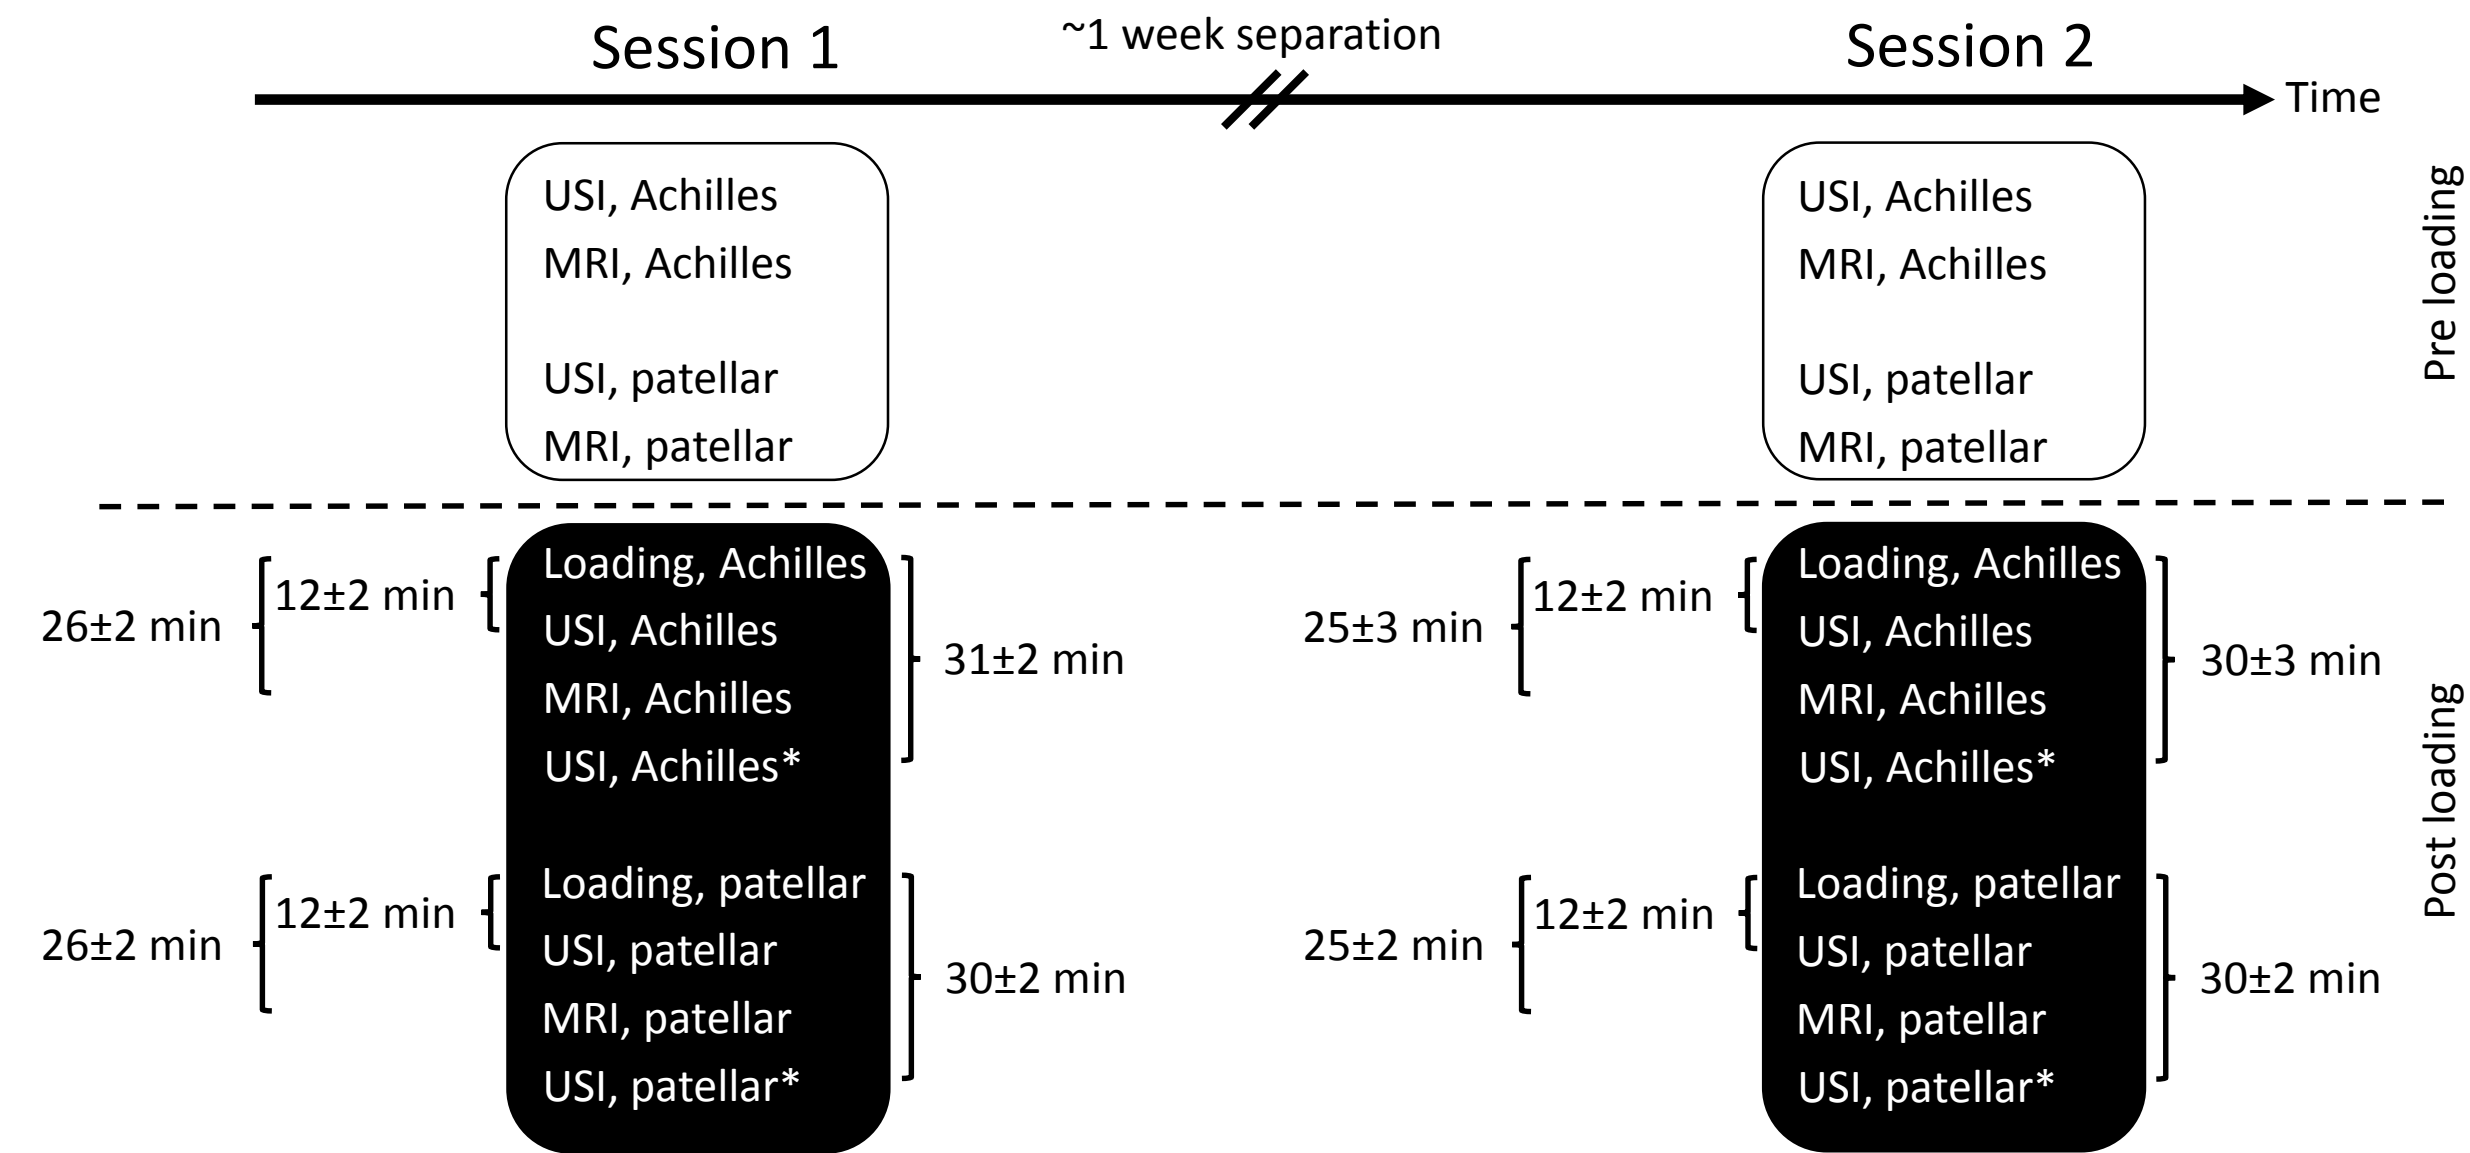 Session 1
~1 week separation
Session 2
Time
USI, Achilles
MRI, Achilles
USI, patellar
MRI, patellar
USI, Achilles
MRI, Achilles
USI, patellar
MRI, patellar
Pre loading
26±2 min
12±2 min
Loading, Achilles
USI, Achilles
MRI, Achilles
USI, Achilles*
31±2 min
26±2 min
12±2 min
Loading, patellar
USI, patellar
MRI, patellar
USI, patellar*
30±2 min
25±3 min
12±2 min
Loading, Achilles
USI, Achilles
MRI, Achilles
USI, Achilles*
30±3 min
25±2 min
12±2 min
Loading, patellar
USI, patellar
MRI, patellar
USI, patellar*
30±2 min
Post loading